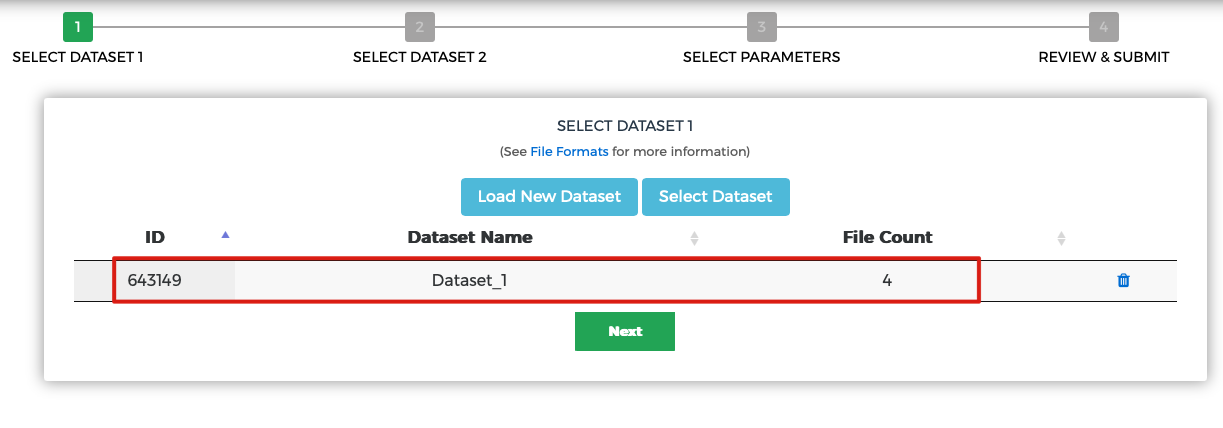 1 2 3 4
SELECT DATASET 1 SELECT DATASET 2 SELECT PARAMETERS REVIEW & SUBMIT
SELECT DATASET 1
(See File Formats for more information)
Load New Dataset Select Dataset
ID Dataset Name File Count
643149 Dataset_1 4
Next